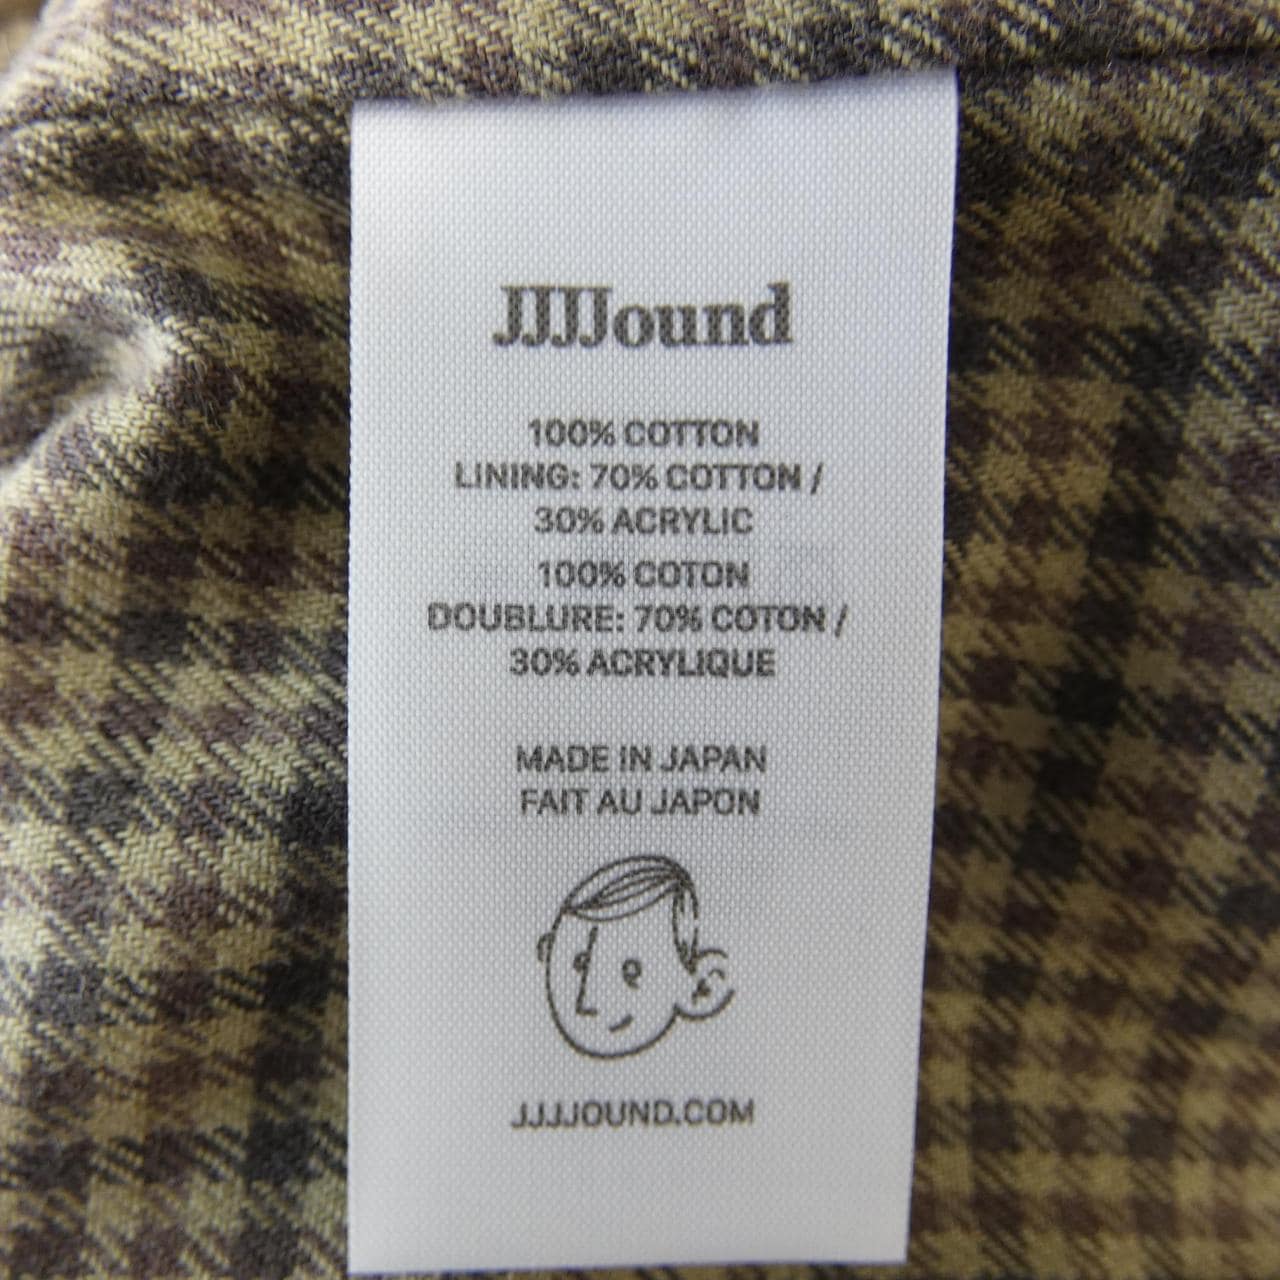 JJJJound
100% COTTON
LINING: 70% COTTON /
30% ACRYLIC
100% COTON
DOUBLURE: 70% COTON /
30% ACRYLIQUE
MADE IN JAPAN
FAIT AU JAPON
JJJJOUND.COM